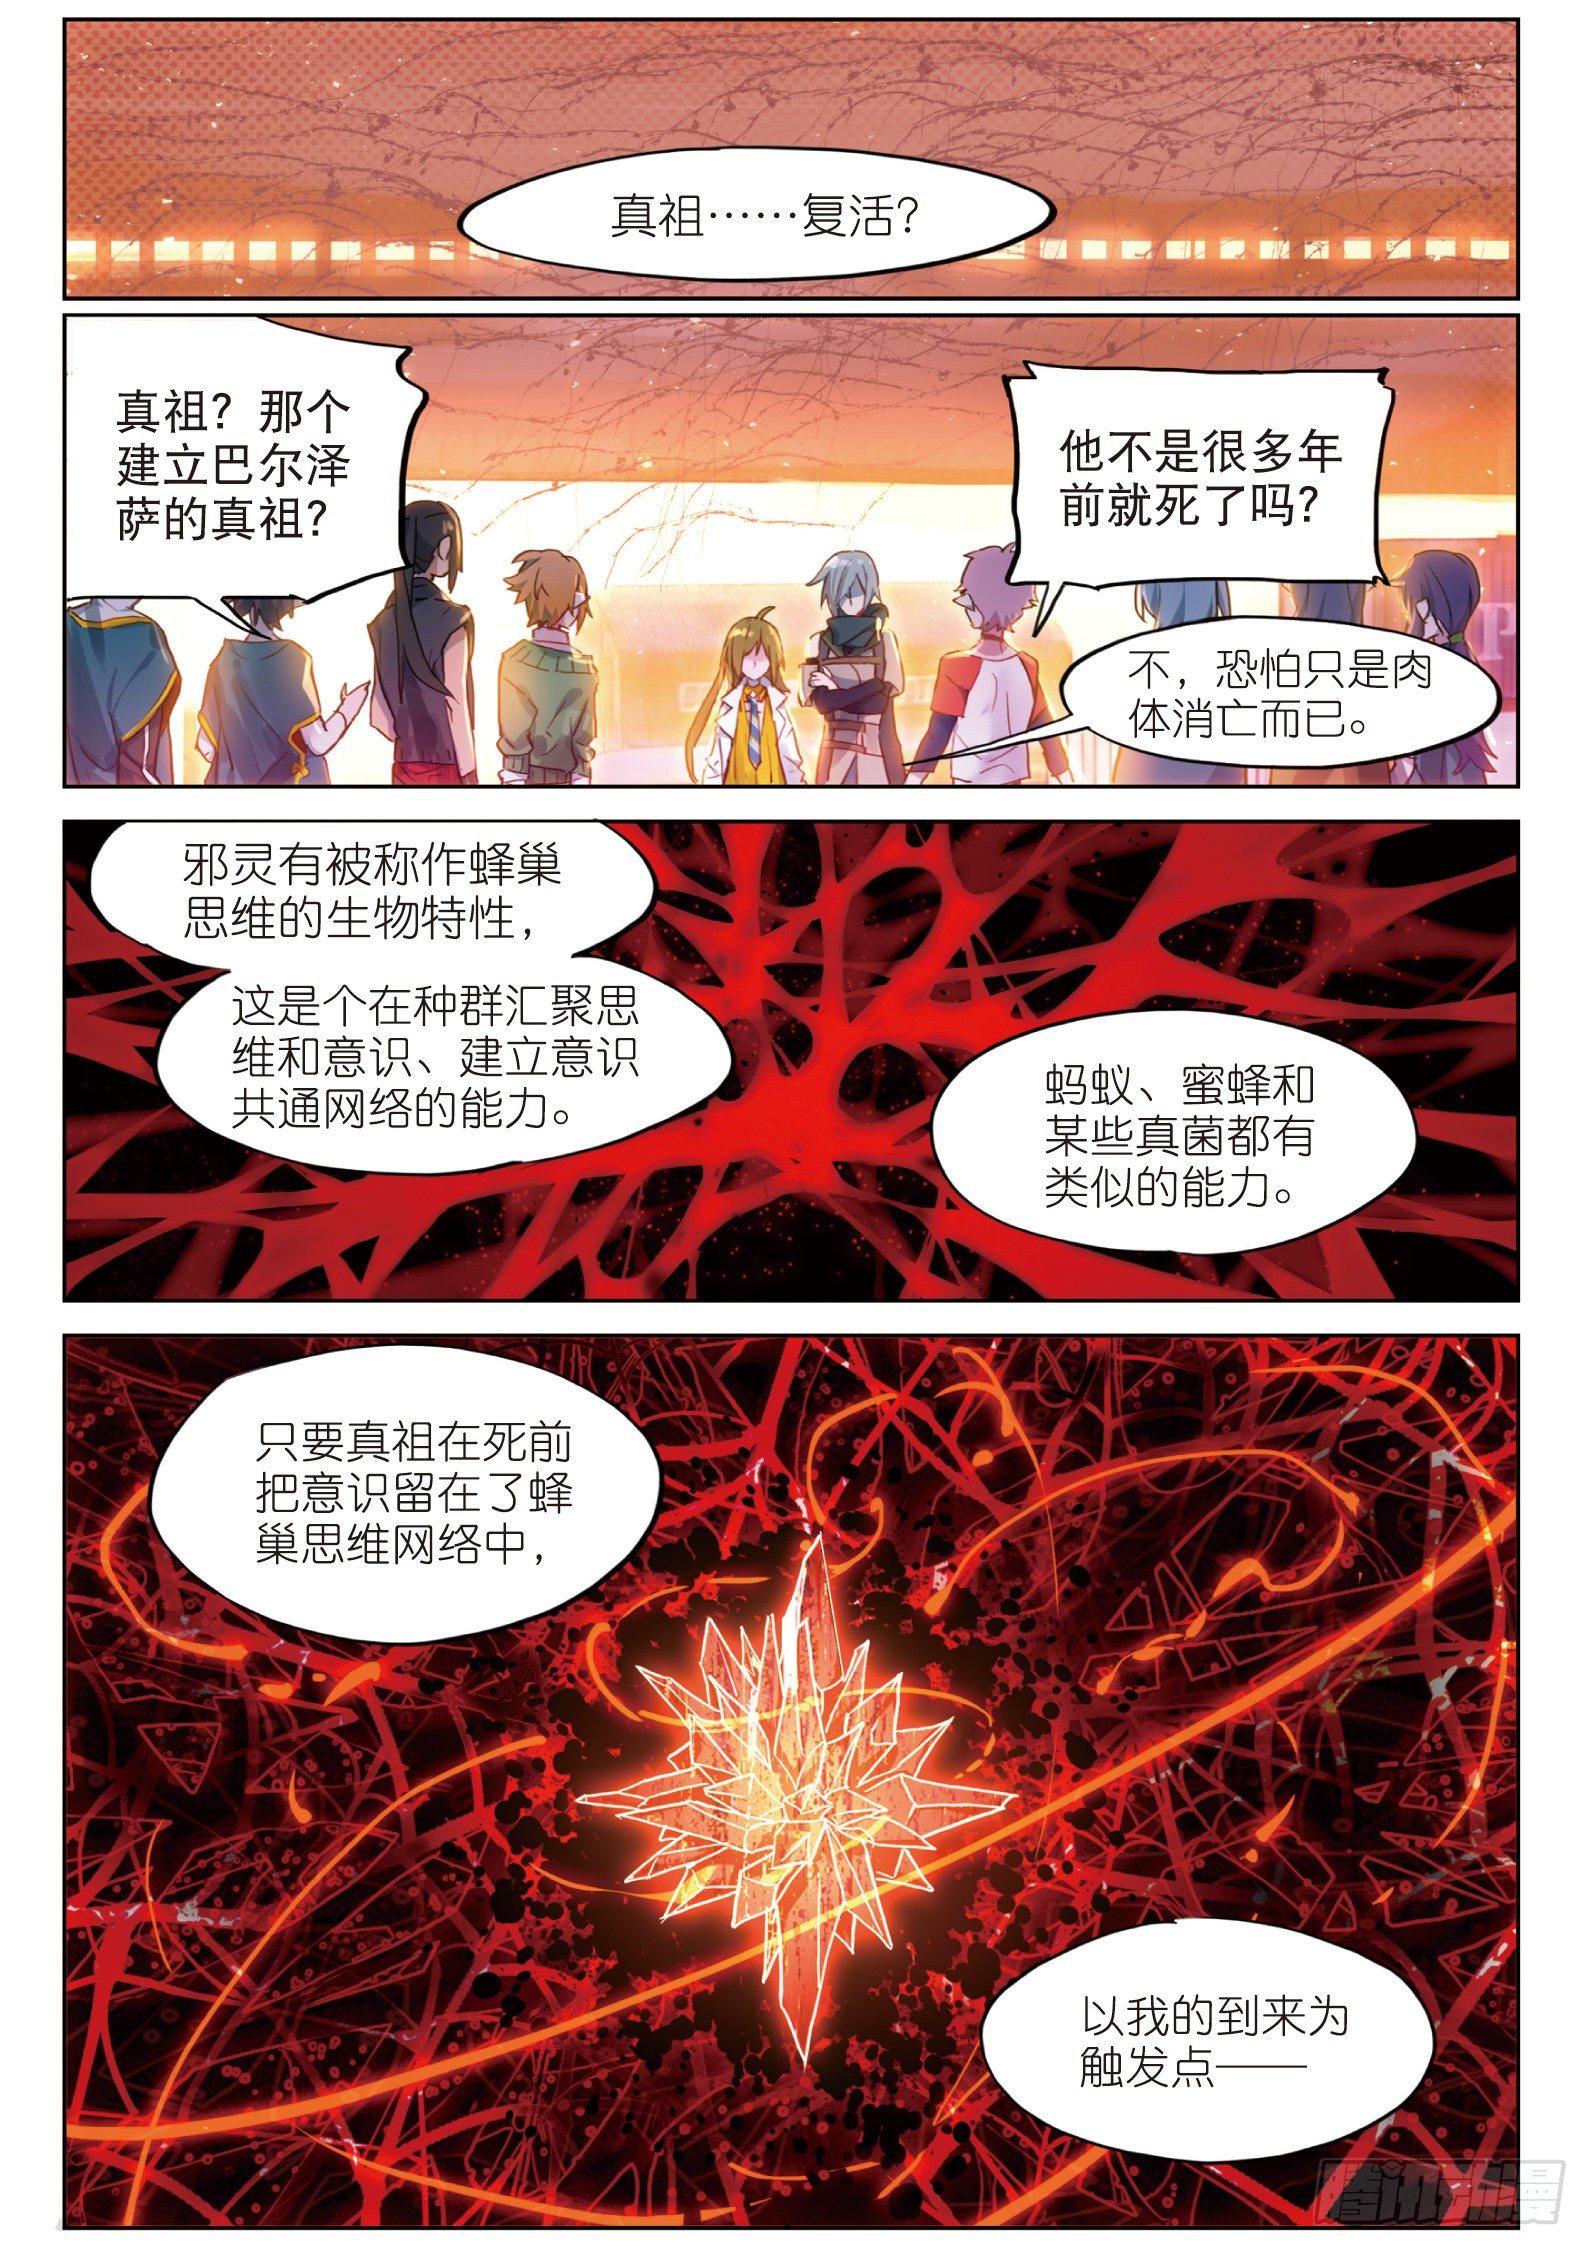 真祖……复活？
真祖？那个
建立巴尔泽
萨的真祖？
他不是很多年
前就死了吗？
不，恐怕只是肉
体消亡而已。
邪灵有被称作蜂巢
思维的生物特性，
这是个在种群汇聚思
维和意识、建立意识
共通网络的能力。
蚂蚁、蜜蜂和
某些真菌都有
类似的能力。
只要真祖在死前
把意识留在了蜂
巢思维网络中，
以我的到来为
触发点——
腾讯动漫